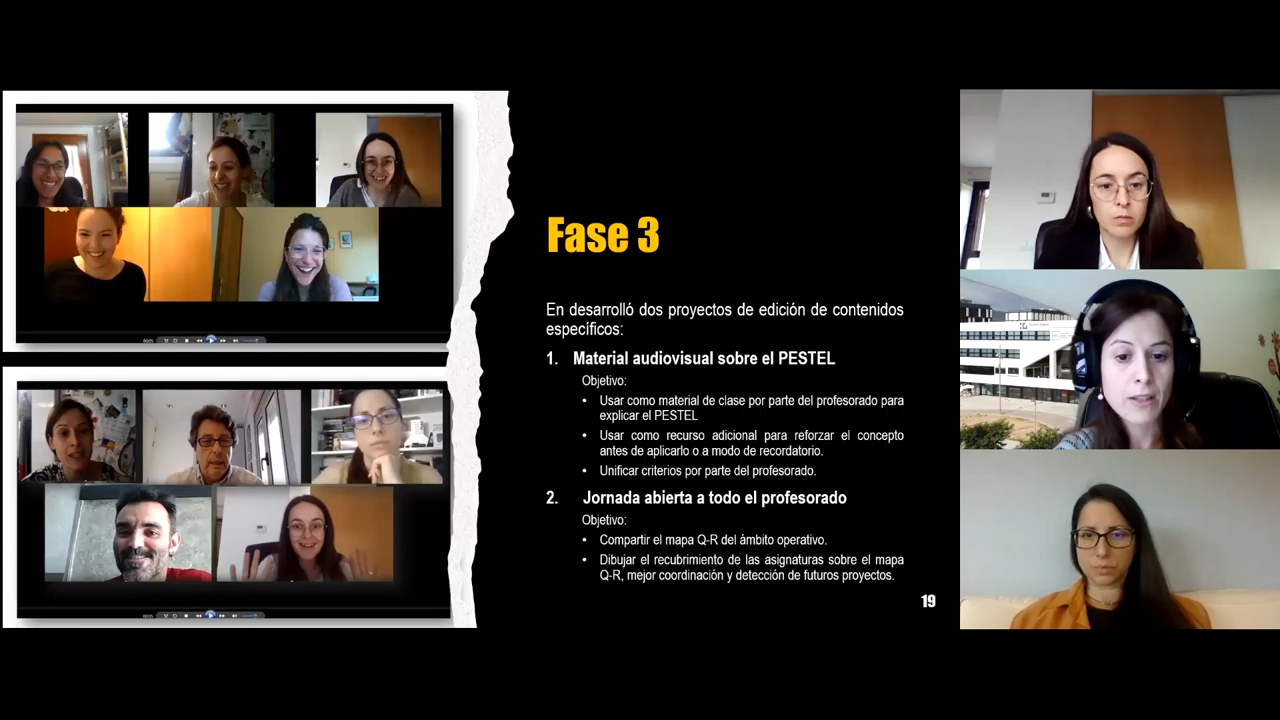 Fase 3
En desarrolló dos proyectos de edición de contenidos
específicos:
1. Material audiovisual sobre el PESTEL
Objetivo:
• Usar como material de clase por parte del profesorado para
explicar el PESTEL
• Usar como recurso adicional para reforzar el concepto
antes de aplicarlo o a modo de recordatorio.
• Unificar criterios por parte del profesorado.
2. Jornada abierta a todo el profesorado
Objetivo:
• Compartir el mapa Q-R del ámbito operativo.
• Dibujar el recubrimiento de las asignaturas sobre el mapa
Q-R, mejor coordinación y detección de futuros proyectos.
19